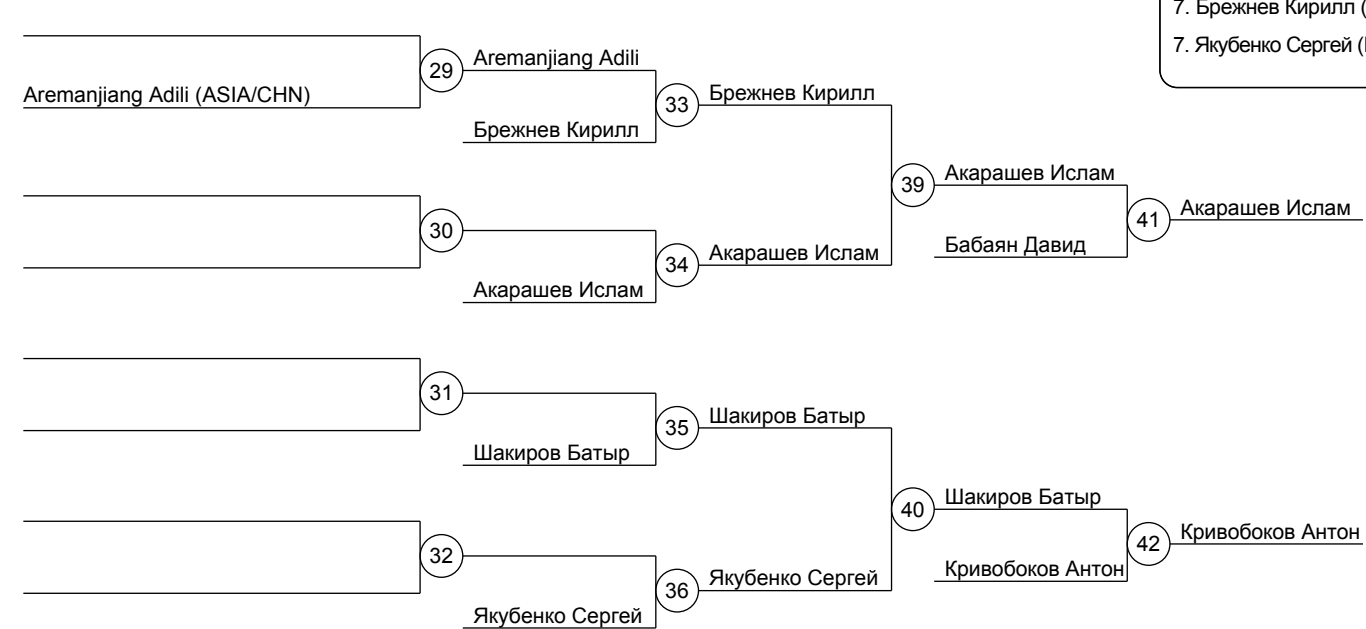 7. Брежнев Кирилл (
7. Якубенко Сергей (
Aremanjiang Adili (ASIA/CHN)
29
Aremanjiang Adili
Брежнев Кирилл
33
Брежнев Кирилл
30
Акарашев Ислам
34
Акарашев Ислам
39
Акарашев Ислам
Бабаян Давид
41
Акарашев Ислам
31
Шакиров Батыр
35
Шакиров Батыр
32
Якубенко Сергей
36
Якубенко Сергей
40
Шакиров Батыр
Кривобоков Антон
42
Кривобоков Антон